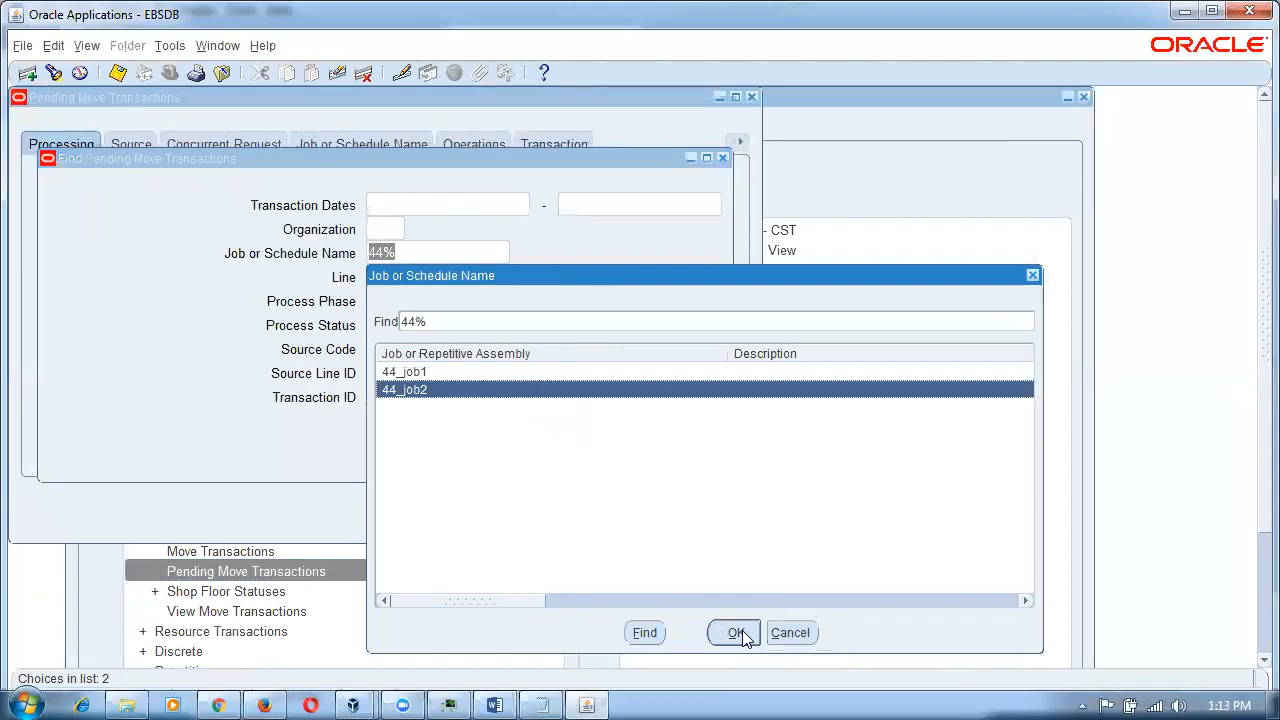 Oracle Applications - EBSDB
File Edit View Folder Tools Window Help
ORACLE
Pending Move Transactions
Processing Source Concurrent Request Job or Schedule Name Operations Transaction
Find Pending Move Transactions
Transaction Dates -
Organization
Job or Schedule Name 44%
Line
Process Phase
Process Status
Source Code
Source Line ID
Transaction ID
- CST
View
Job or Schedule Name
Find 44%
Job or Repetitive Assembly Description
44_job1
44_job2
Find OK Cancel
Move Transactions
Pending Move Transactions
+ Shop Floor Statuses
View Move Transactions
+ Resource Transactions
+ Discrete
Choices in list: 2
1:13 PM